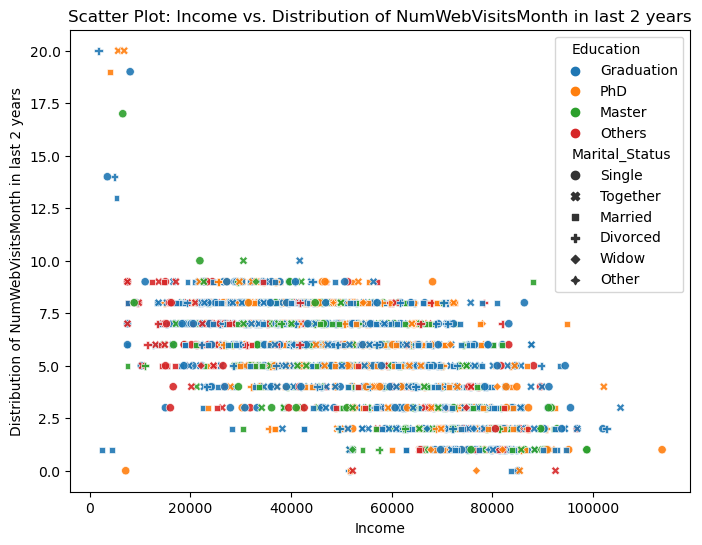 Scatter Plot: Income vs. Distribution of NumWebVisitsMonth in last 2 years
Distribution of NumWebVisitsMonth in last 2 years
20.0
17.5
15.0
12.5
10.0
7.5
5.0
2.5
0.0
Education
Graduation
PhD
Master
Others
Marital_Status
Single
Together
Married
Divorced
Widow
Other
0
20000
40000
60000
80000
100000
Income